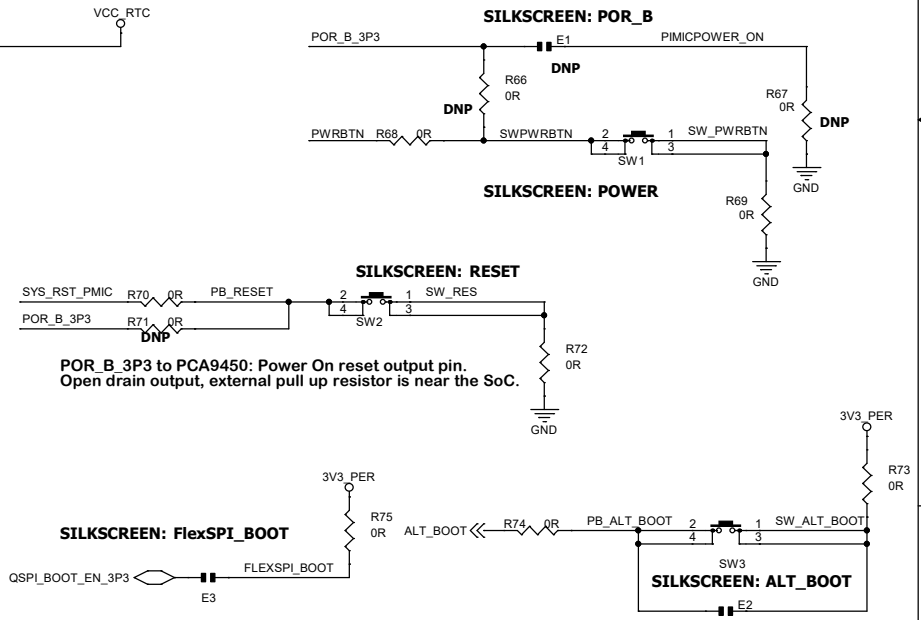 VCC_RTC
SILKSCREEN: POR_B
POR_B_3P3
E1
PIMICPOWER_ON
DNP
R66
0R
DNP
R67
0R
DNP
PWRBTN
R68
0R
SWPWRBTN
2
4
1
3
SW_PWRBTN
SW1
GND
SILKSCREEN: POWER
R69
0R
GND
SILKSCREEN: RESET
SYS_RST_PMIC
R70
0R
PB_RESET
2
4
1
3
SW_RES
SW2
POR_B_3P3
R71
0R
DNP
POR_B_3P3 to PCA9450: Power On reset output pin.
Open drain output, external pull up resistor is near the SoC.
R72
0R
GND
3V3_PER
R73
0R
3V3_PER
R75
0R
SILKSCREEN: FlexSPI_BOOT
QSPI_BOOT_EN_3P3
FLEXSPI_BOOT
E3
ALT_BOOT
R74
0R
PB_ALT_BOOT
2
4
1
3
SW_ALT_BOOT
SW3
SILKSCREEN: ALT_BOOT
E2